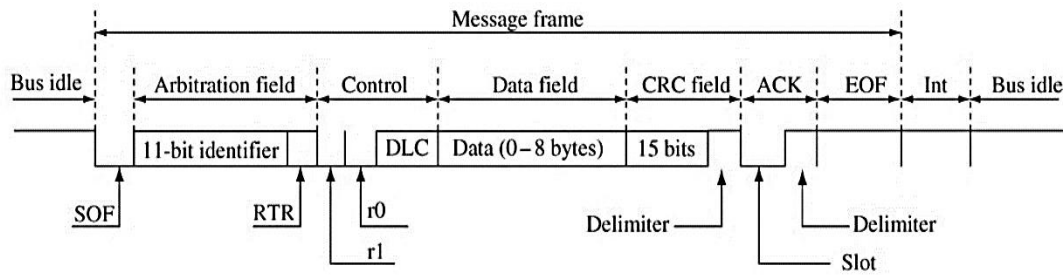 Message frame
Bus idle Arbitration field Control Data field CRC field ACK EOF Int Bus idle
11-bit identifier DLC Data (0–8 bytes) 15 bits
SOF RTR r0 Delimiter Delimiter
r1 Slot